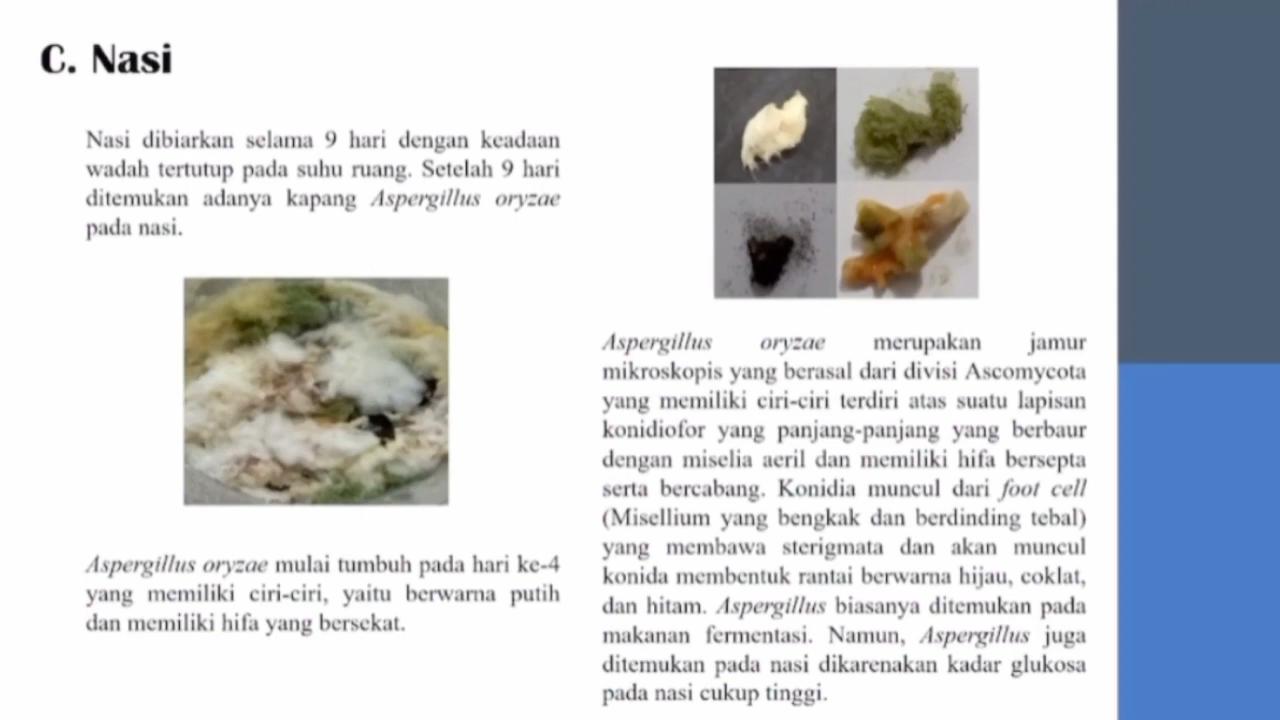 C. Nasi
Nasi dibiarkan selama 9 hari dengan keadaan
wadah tertutup pada suhu ruang. Setelah 9 hari
ditemukan adanya kapang Aspergillus oryzae
pada nasi.
Aspergillus oryzae mulai tumbuh pada hari ke-4
yang memiliki ciri-ciri, yaitu berwarna putih
dan memiliki hifa yang bersekat.
Aspergillus oryzae merupakan jamur
mikroskopis yang berasal dari divisi Ascomycota
yang memiliki ciri-ciri terdiri atas suatu lapisan
konidiofor yang panjang-panjang yang berbaur
dengan miselia aeril dan memiliki hifa bersepta
serta bercabang. Konidia muncul dari foot cell
(Misellium yang bengkak dan berdinding tebal)
yang membawa sterigmata dan akan muncul
konida membentuk rantai berwarna hijau, coklat,
dan hitam. Aspergillus biasanya ditemukan pada
makanan fermentasi. Namun, Aspergillus juga
ditemukan pada nasi dikarenakan kadar glukosa
pada nasi cukup tinggi.